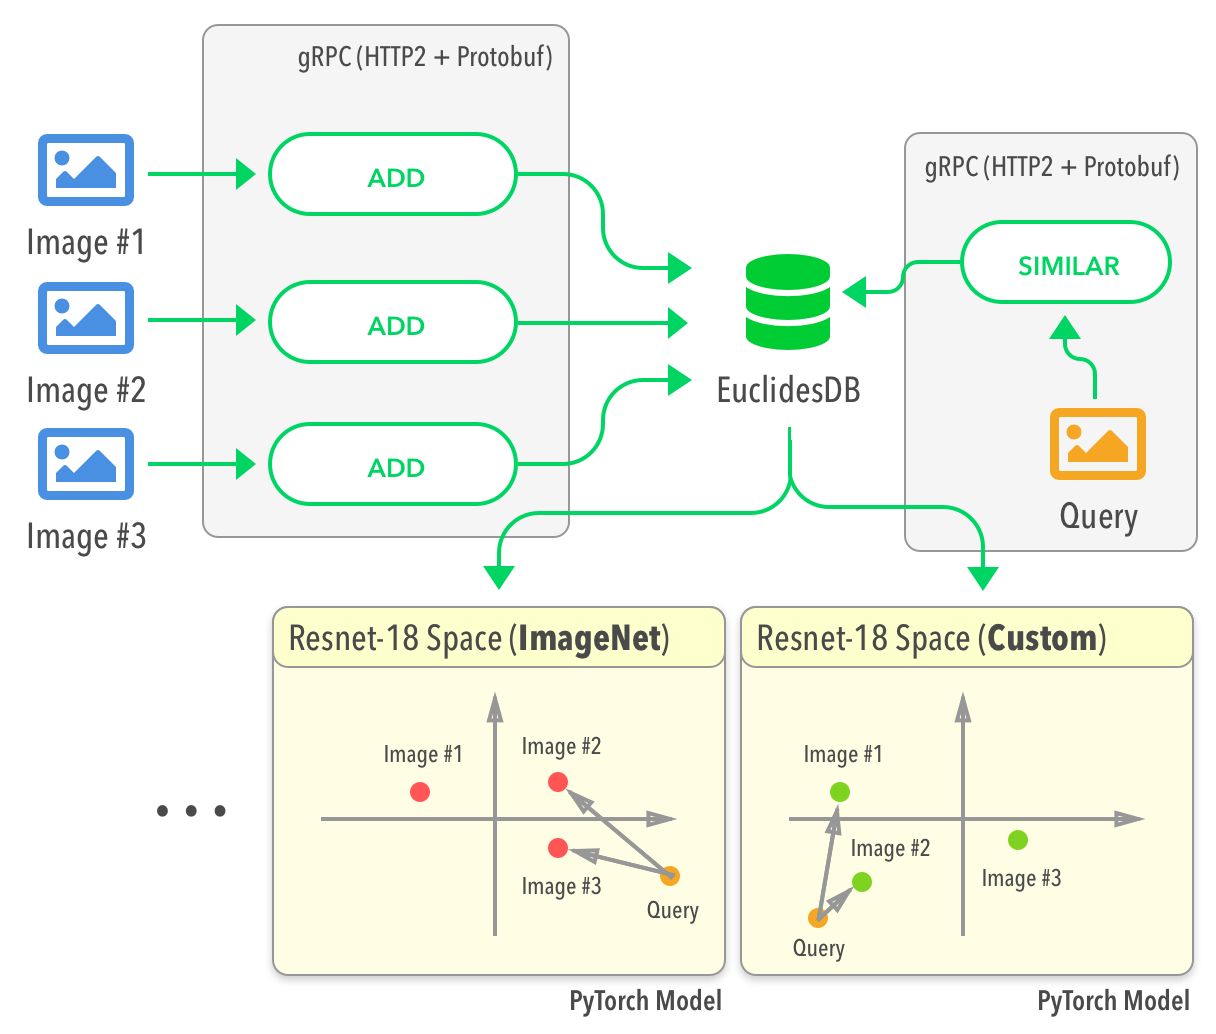 gRPC (HTTP2 + Protobuf)
Image #1
ADD
Image #2
ADD
Image #3
ADD
EuclidesDB
gRPC (HTTP2 + Protobuf)
SIMILAR
Query
Resnet-18 Space (ImageNet)
Image #1
Image #2
Image #3
Query
PyTorch Model
Resnet-18 Space (Custom)
Image #1
Image #2
Image #3
Query
PyTorch Model